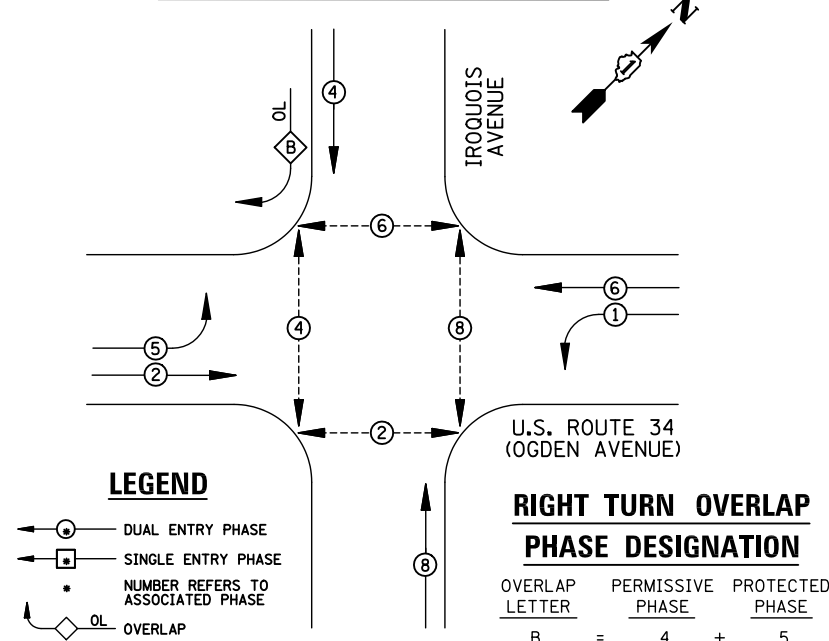 N
1
4
OL
B
IROQUOIS
AVENUE
6
6
4
8
1
5
2
2
U.S. ROUTE 34
(OGDEN AVENUE)
8
LEGEND
* DUAL ENTRY PHASE
* SINGLE ENTRY PHASE
* NUMBER REFERS TO
ASSOCIATED PHASE
OL OVERLAP
RIGHT TURN OVERLAP
PHASE DESIGNATION
OVERLAP PERMISSIVE PROTECTED
LETTER PHASE PHASE
B = 4 + 5